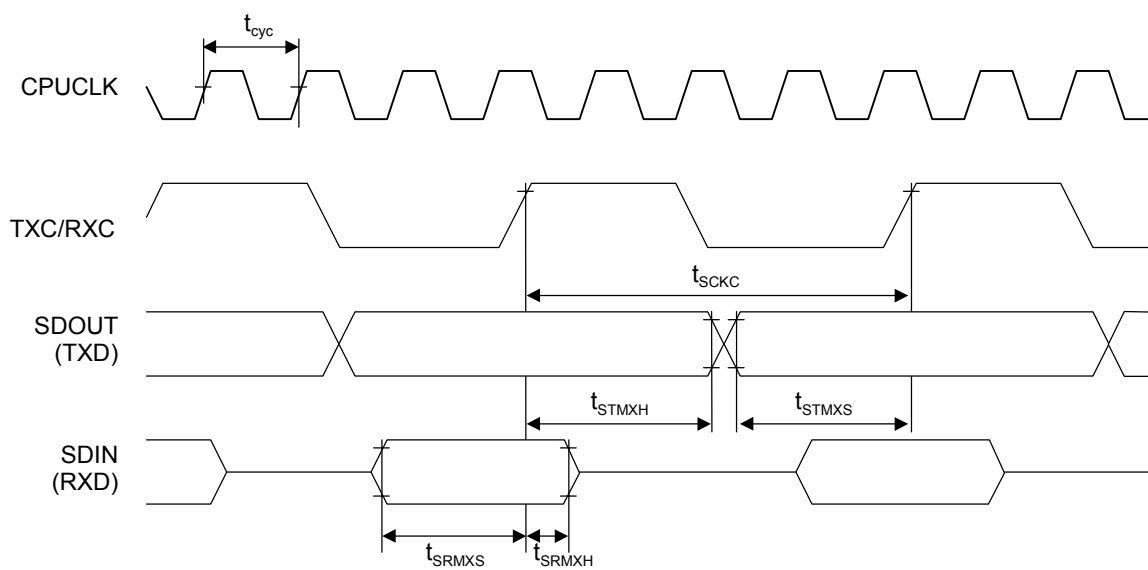 tcyc
CPUCLK
TXC/RXC
tSCKC
SDOUT
(TXD)
tSTMXH
tSTMXS
SDIN
(RXD)
tSRMXS
tSRMXH